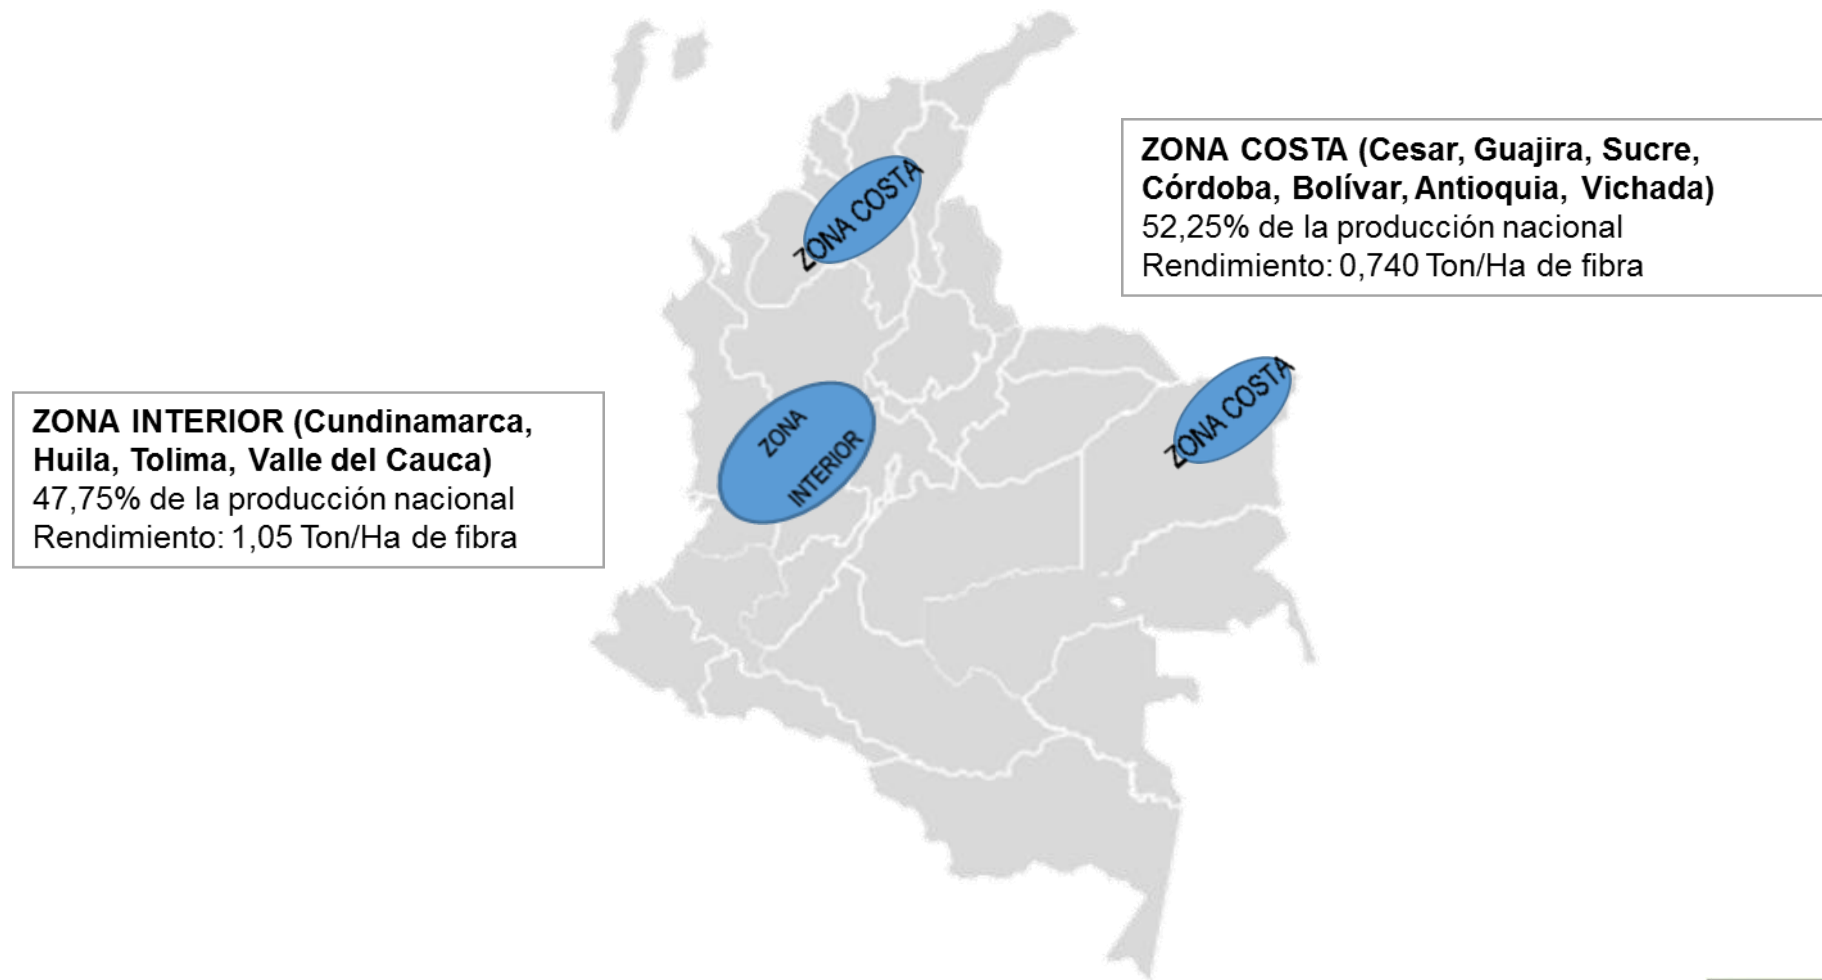 ZONA COSTA (Cesar, Guajira, Sucre,
Córdoba, Bolívar, Antioquia, Vichada)
52,25% de la producción nacional
Rendimiento: 0,740 Ton/Ha de fibra
ZONA COSTA
ZONA COSTA
ZONA INTERIOR (Cundinamarca,
Huila, Tolima, Valle del Cauca)
47,75% de la producción nacional
Rendimiento: 1,05 Ton/Ha de fibra
ZONA
INTERIOR